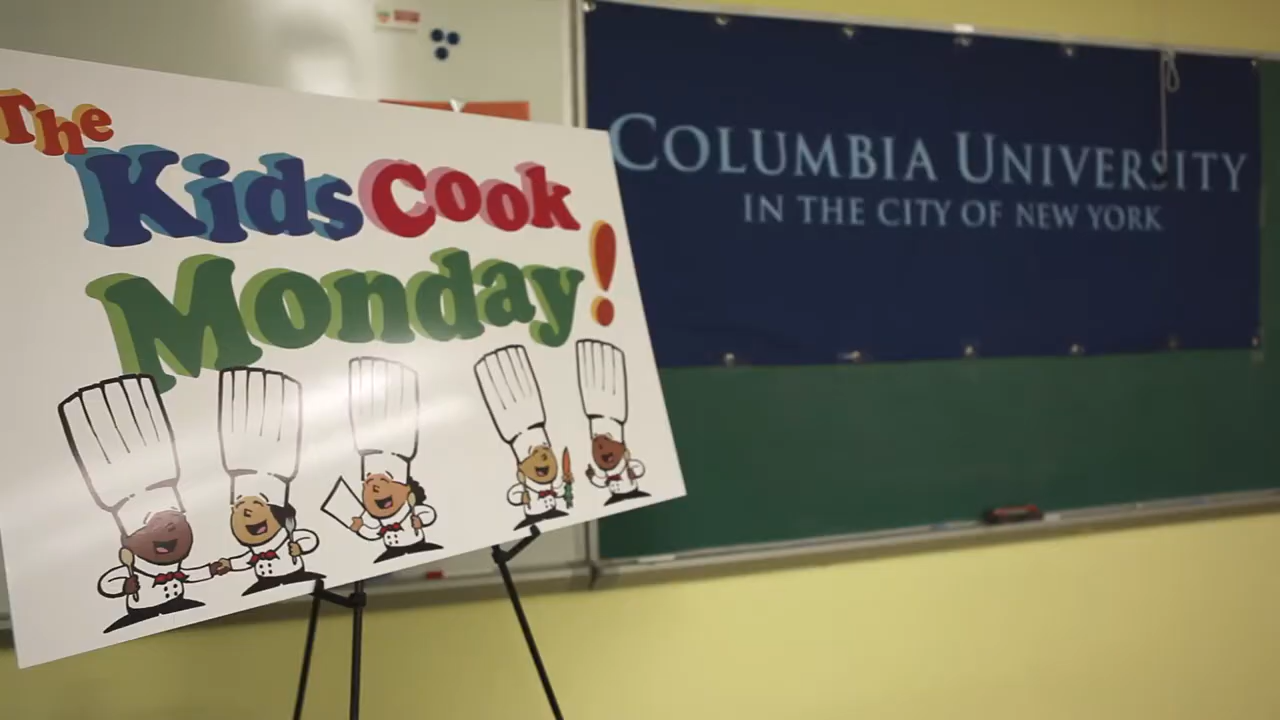 The
Kids Cook
Monday!
COLUMBIA UNIVERSITY
IN THE CITY OF NEW YORK